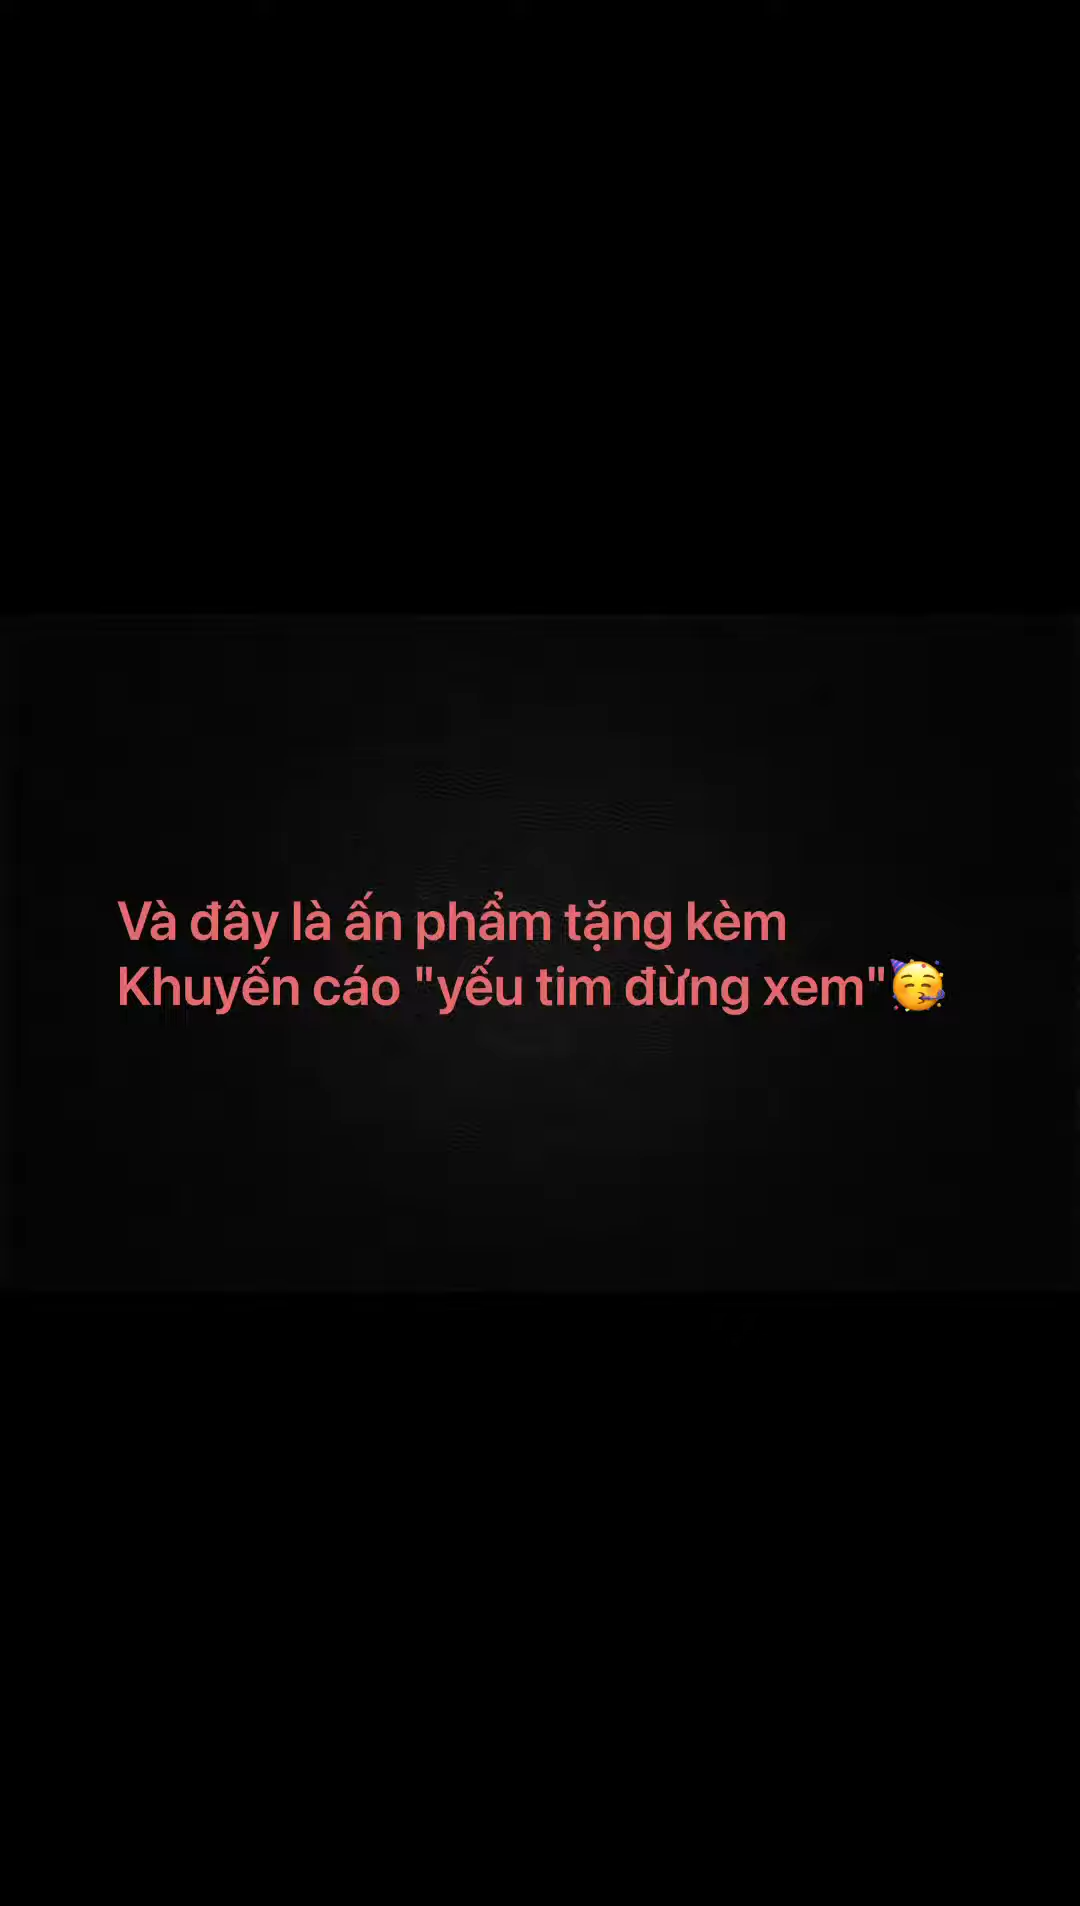 Và đây là ấn phẩm tặng kèm
Khuyến cáo "yếu tim đừng xem"🥳